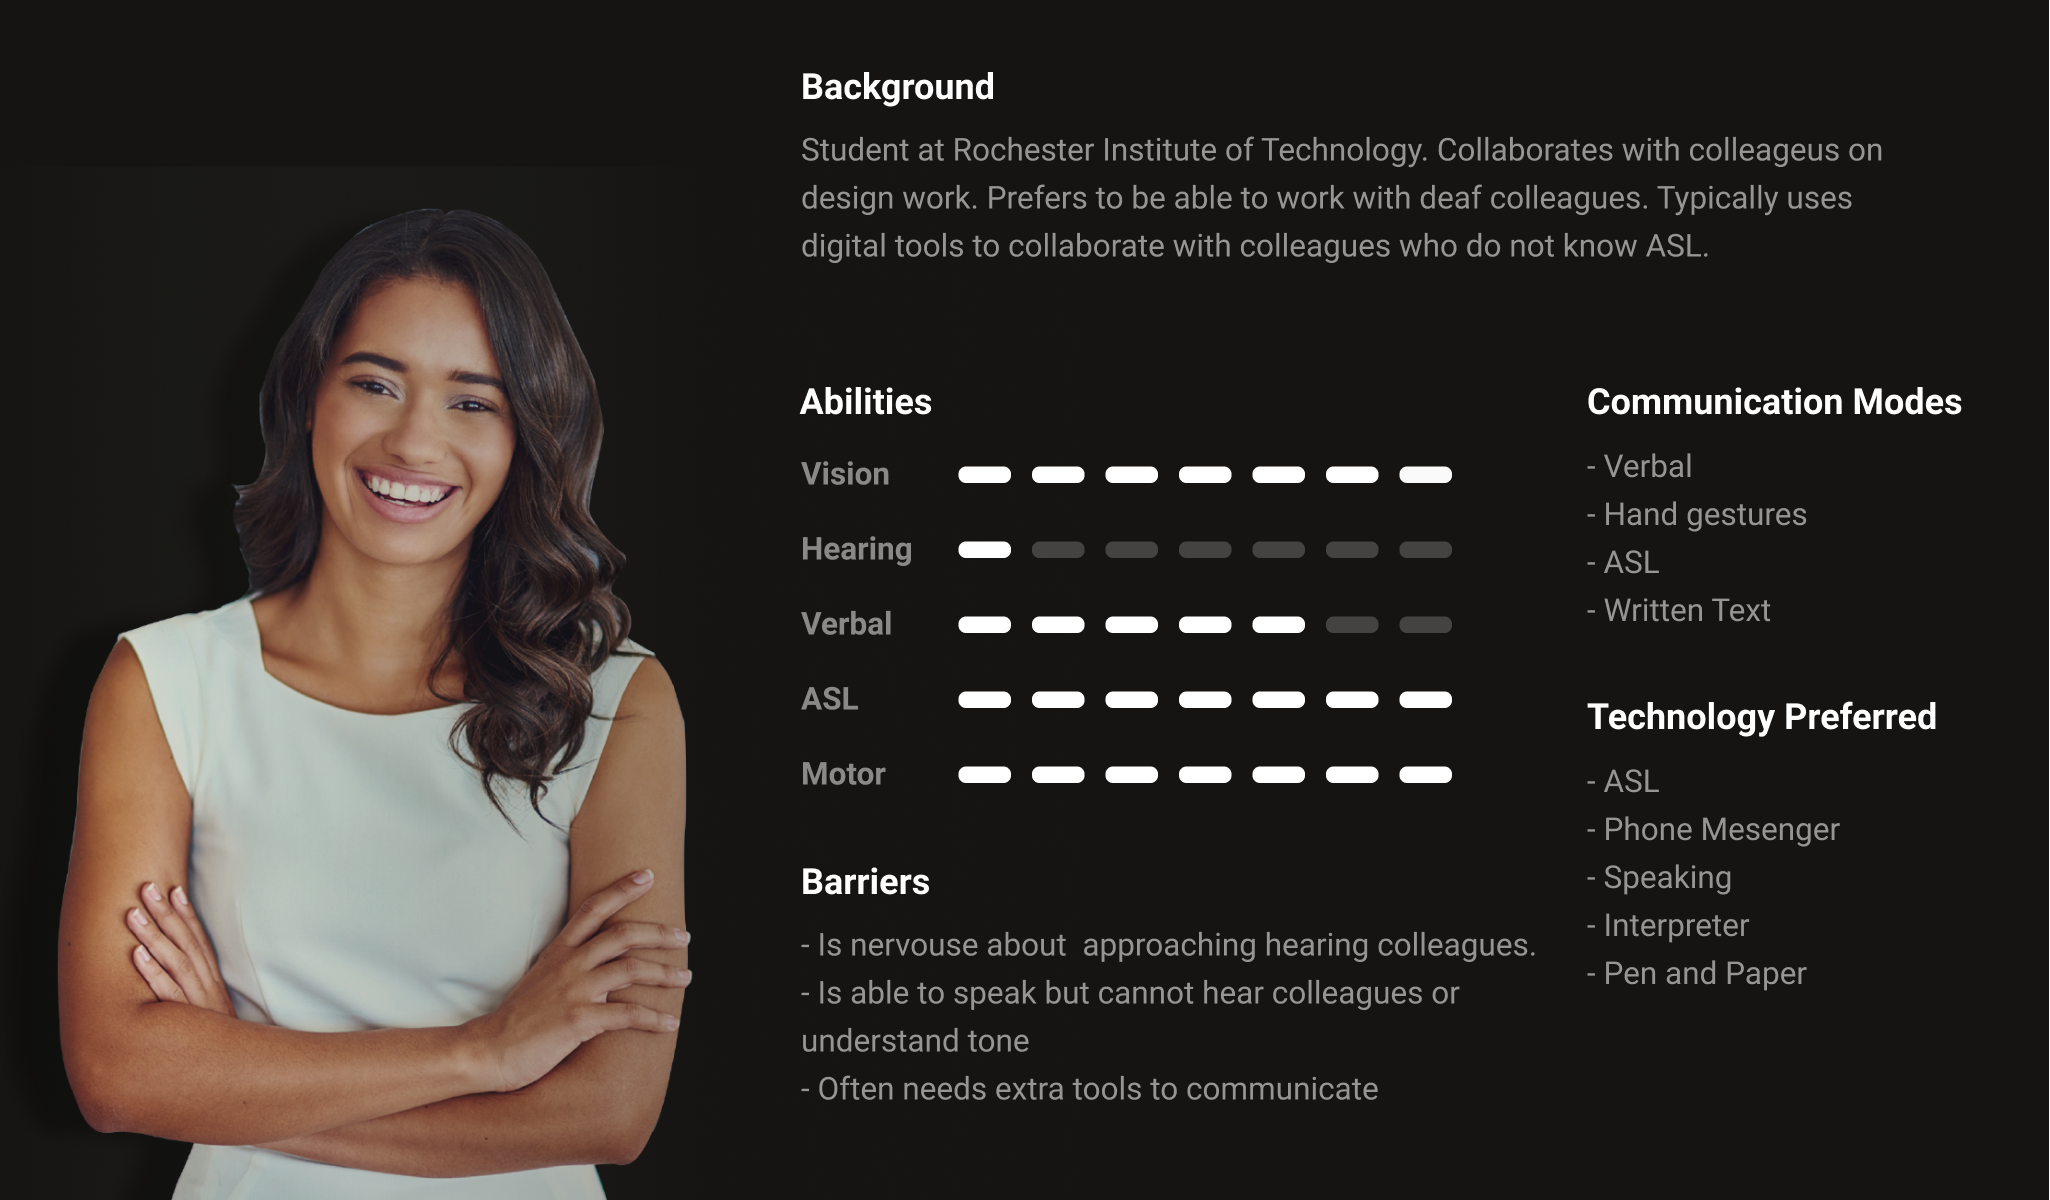 Background
Student at Rochester Institute of Technology. Collaborates with colleageus on
design work. Prefers to be able to work with deaf colleagues. Typically uses
digital tools to collaborate with colleagues who do not know ASL.
Abilities
Vision
Hearing
Verbal
ASL
Motor
Barriers
- Is nervouse about  approaching hearing colleagues.
- Is able to speak but cannot hear colleagues or
understand tone
- Often needs extra tools to communicate
Communication Modes
- Verbal
- Hand gestures
- ASL
- Written Text
Technology Preferred
- ASL
- Phone Mesenger
- Speaking
- Interpreter
- Pen and Paper